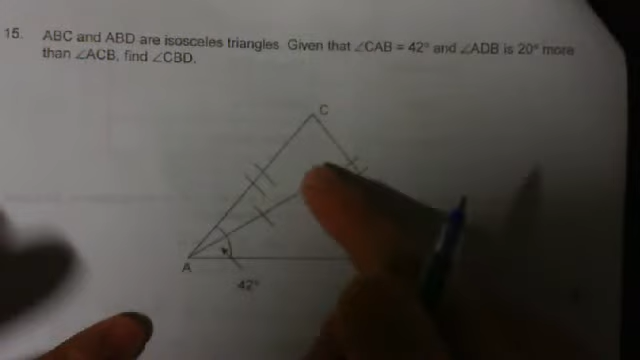 15. ABC and ABD are isosceles triangles. Given that ∠CAB = 42° and ∠ADB is 20° more
than ∠ACB, find ∠CBD.
C
A
42°